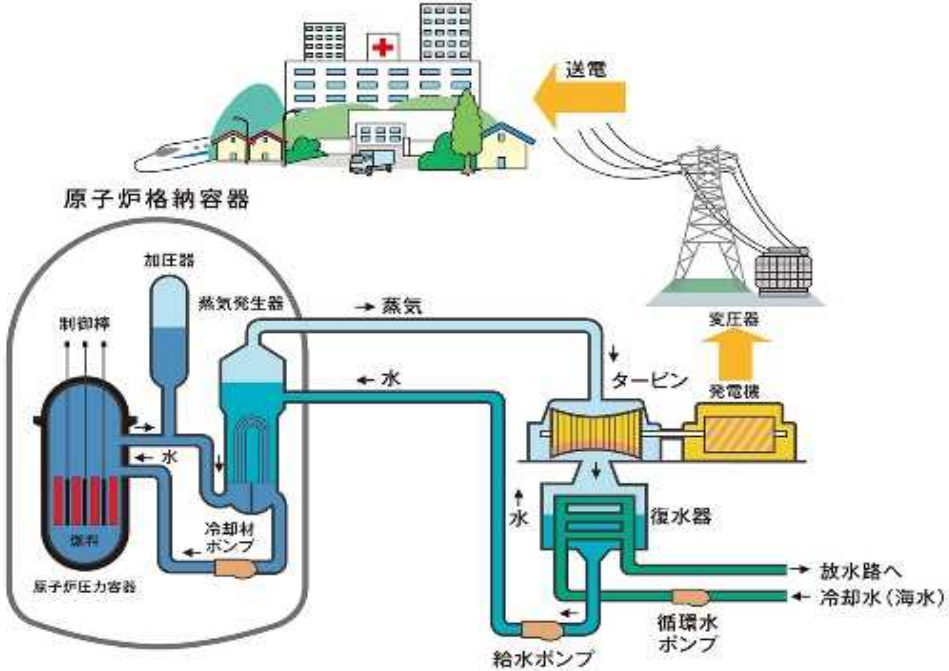 送電
原子炉格納容器
加圧器
蒸気発生器
→蒸気
変圧器
制御棒
←水
タービン
発電機
水
水
復水器
冷却材
ポンプ
燃料
原子炉圧力容器
放水路へ
冷却水(海水)
循環水
ポンプ
給水ポンプ